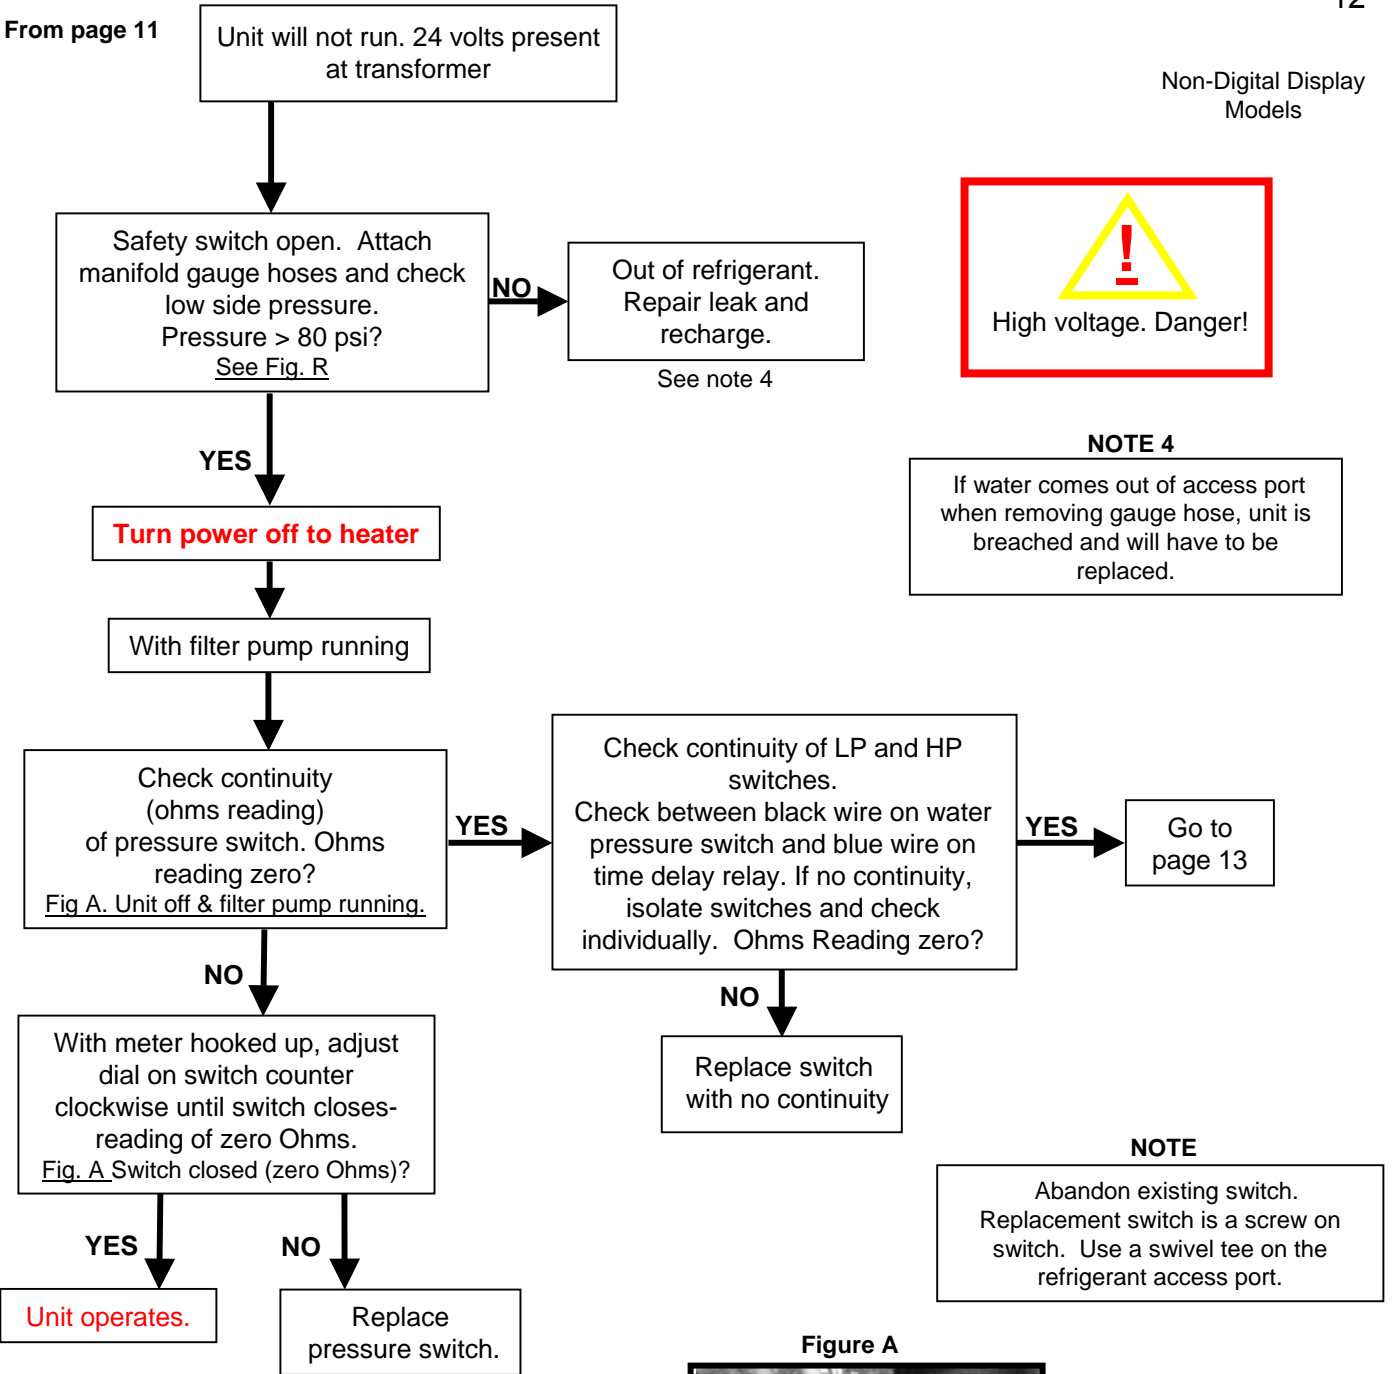 12
From page 11
Unit will not run. 24 volts present
at transformer
Non-Digital Display
Models
Safety switch open.  Attach
manifold gauge hoses and check
low side pressure.
Pressure > 80 psi?
See Fig. R
NO
Out of refrigerant.
Repair leak and
recharge.
See note 4
!
High voltage. Danger!
YES
NOTE 4
If water comes out of access port
when removing gauge hose, unit is
breached and will have to be
replaced.
Turn power off to heater
With filter pump running
Check continuity
(ohms reading)
of pressure switch. Ohms
reading zero?
Fig A. Unit off & filter pump running.
YES
Check continuity of LP and HP
switches.
Check between black wire on water
pressure switch and blue wire on
time delay relay. If no continuity,
isolate switches and check
individually.  Ohms Reading zero?
YES
Go to
page 13
NO
NO
With meter hooked up, adjust
dial on switch counter
clockwise until switch closes-
reading of zero Ohms.
Fig. A Switch closed (zero Ohms)?
Replace switch
with no continuity
NOTE
Abandon existing switch.
Replacement switch is a screw on
switch.  Use a swivel tee on the
refrigerant access port.
YES
NO
Unit operates.
Replace
pressure switch.
Figure A